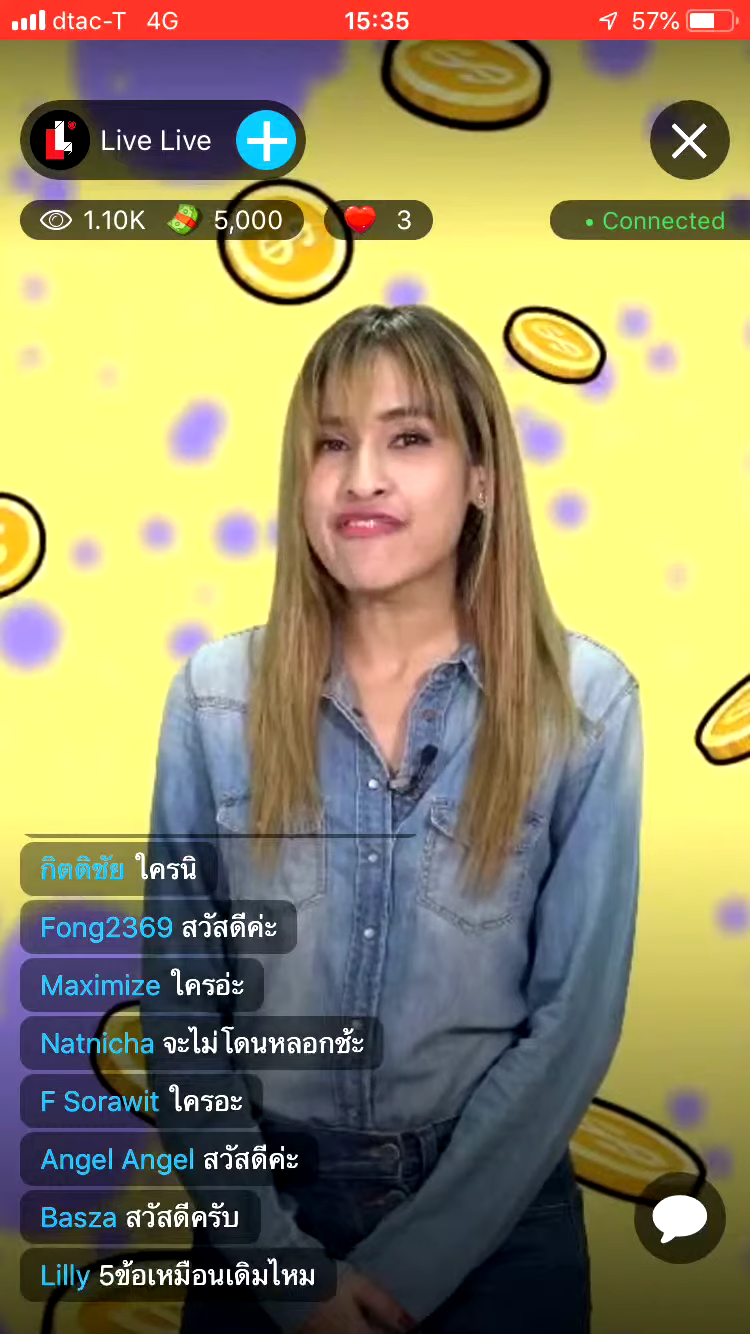 dtac-T 4G 15:35 57%
Live Live
1.10K 5,000 3 • Connected
กิตติชัย ใครนิ
Fong2369 สวัสดีค่ะ
Maximize ใครอ่ะ
Natnicha จะไม่โดนหลอกช้ะ
F Sorawit ใครอะ
Angel Angel สวัสดีค่ะ
Basza สวัสดีครับ
Lilly 5ข้อเหมือนเดิมไหม